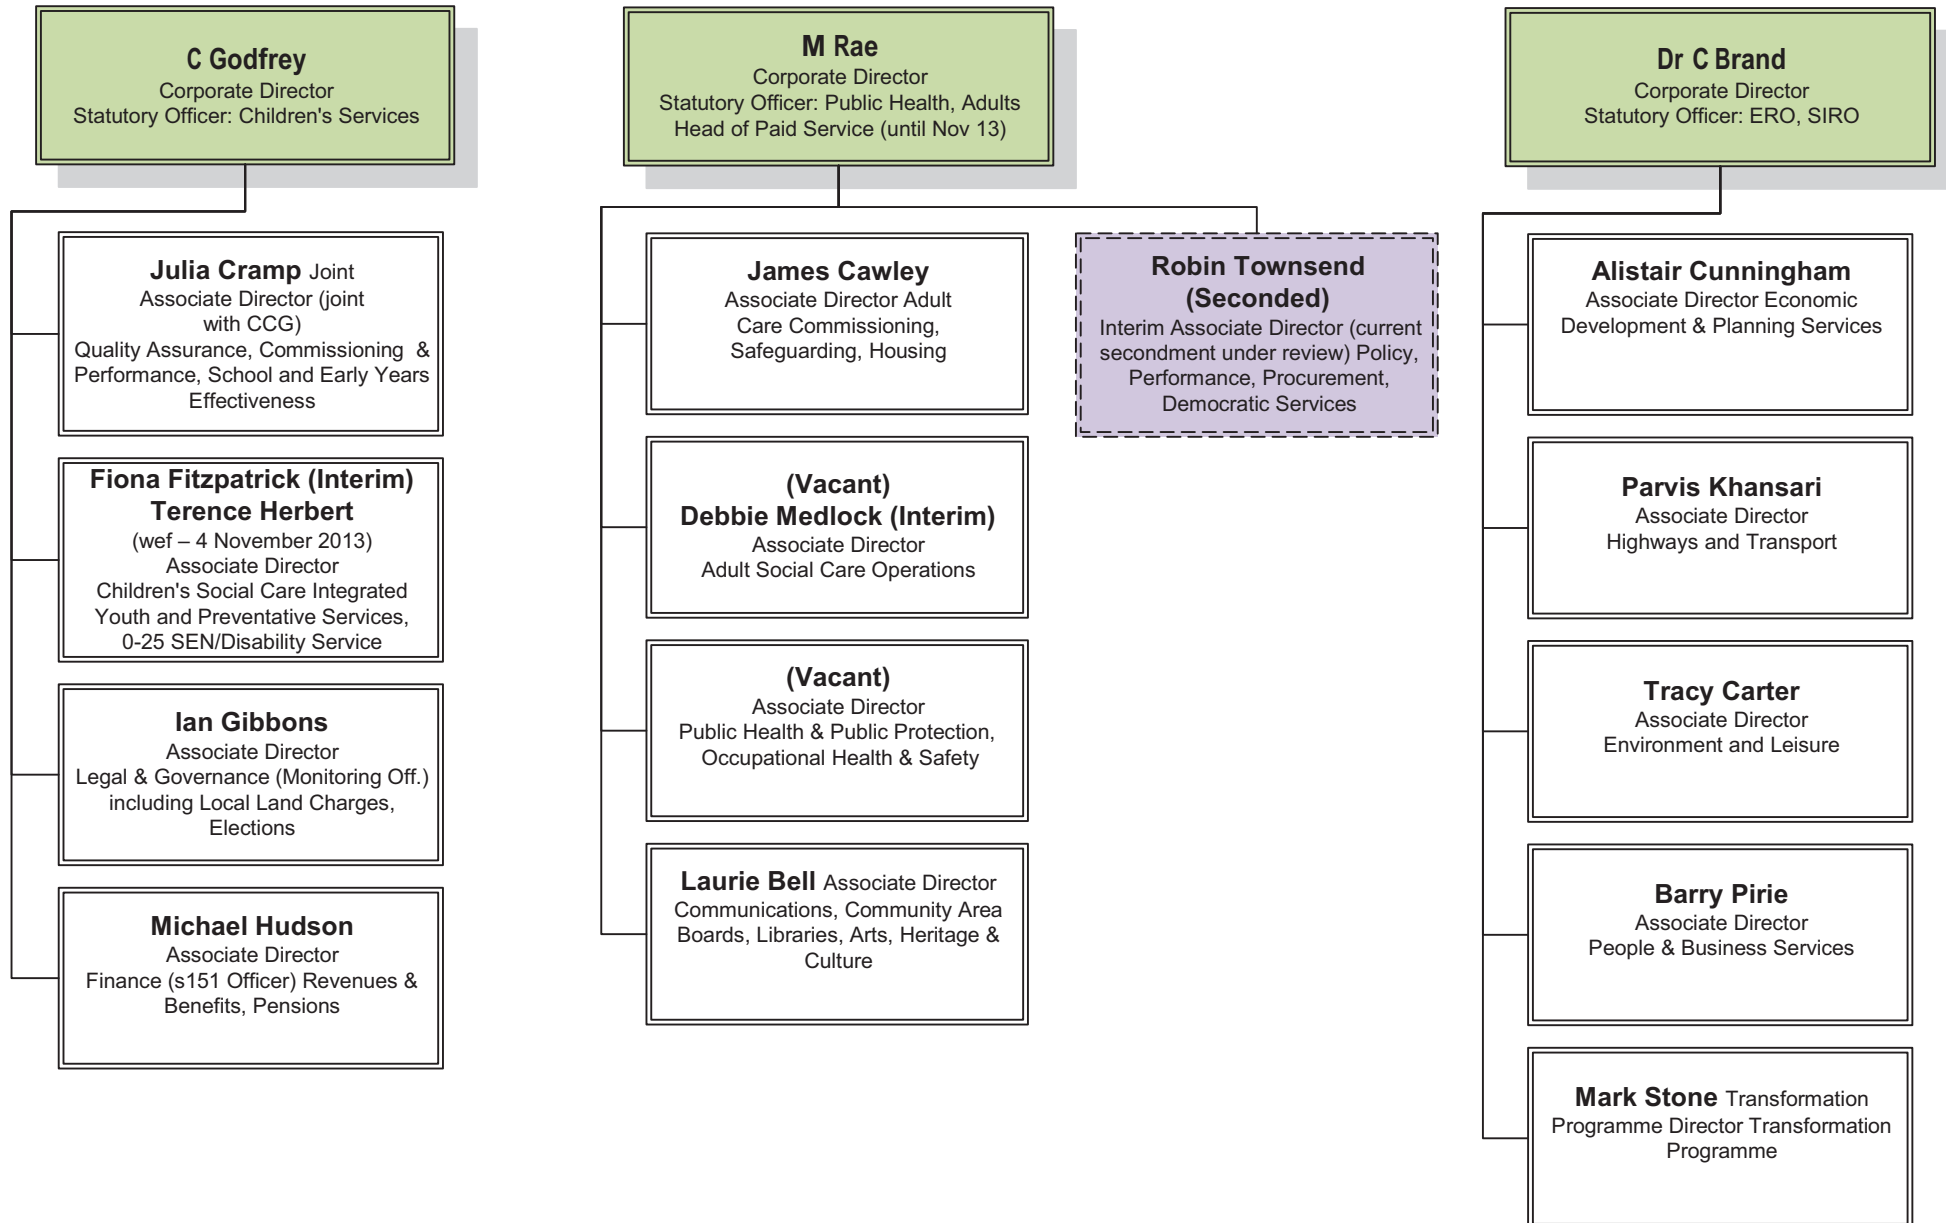 C Godfrey
Corporate Director
Statutory Officer: Children's Services
Julia Cramp Joint
Associate Director (joint
with CCG)
Quality Assurance, Commissioning &
Performance, School and Early Years
Effectiveness
Fiona Fitzpatrick (Interim)
Terence Herbert
(wef – 4 November 2013)
Associate Director
Children's Social Care Integrated
Youth and Preventative Services,
0-25 SEN/Disability Service
Ian Gibbons
Associate Director
Legal & Governance (Monitoring Off.)
including Local Land Charges,
Elections
Michael Hudson
Associate Director
Finance (s151 Officer) Revenues &
Benefits, Pensions
M Rae
Corporate Director
Statutory Officer: Public Health, Adults
Head of Paid Service (until Nov 13)
James Cawley
Associate Director Adult
Care Commissioning,
Safeguarding, Housing
(Vacant)
Debbie Medlock (Interim)
Associate Director
Adult Social Care Operations
(Vacant)
Associate Director
Public Health & Public Protection,
Occupational Health & Safety
Laurie Bell Associate Director
Communications, Community Area
Boards, Libraries, Arts, Heritage &
Culture
Robin Townsend
(Seconded)
Interim Associate Director (current
secondment under review) Policy,
Performance, Procurement,
Democratic Services
Dr C Brand
Corporate Director
Statutory Officer: ERO, SIRO
Alistair Cunningham
Associate Director Economic
Development & Planning Services
Parvis Khansari
Associate Director
Highways and Transport
Tracy Carter
Associate Director
Environment and Leisure
Barry Pirie
Associate Director
People & Business Services
Mark Stone Transformation
Programme Director Transformation
Programme